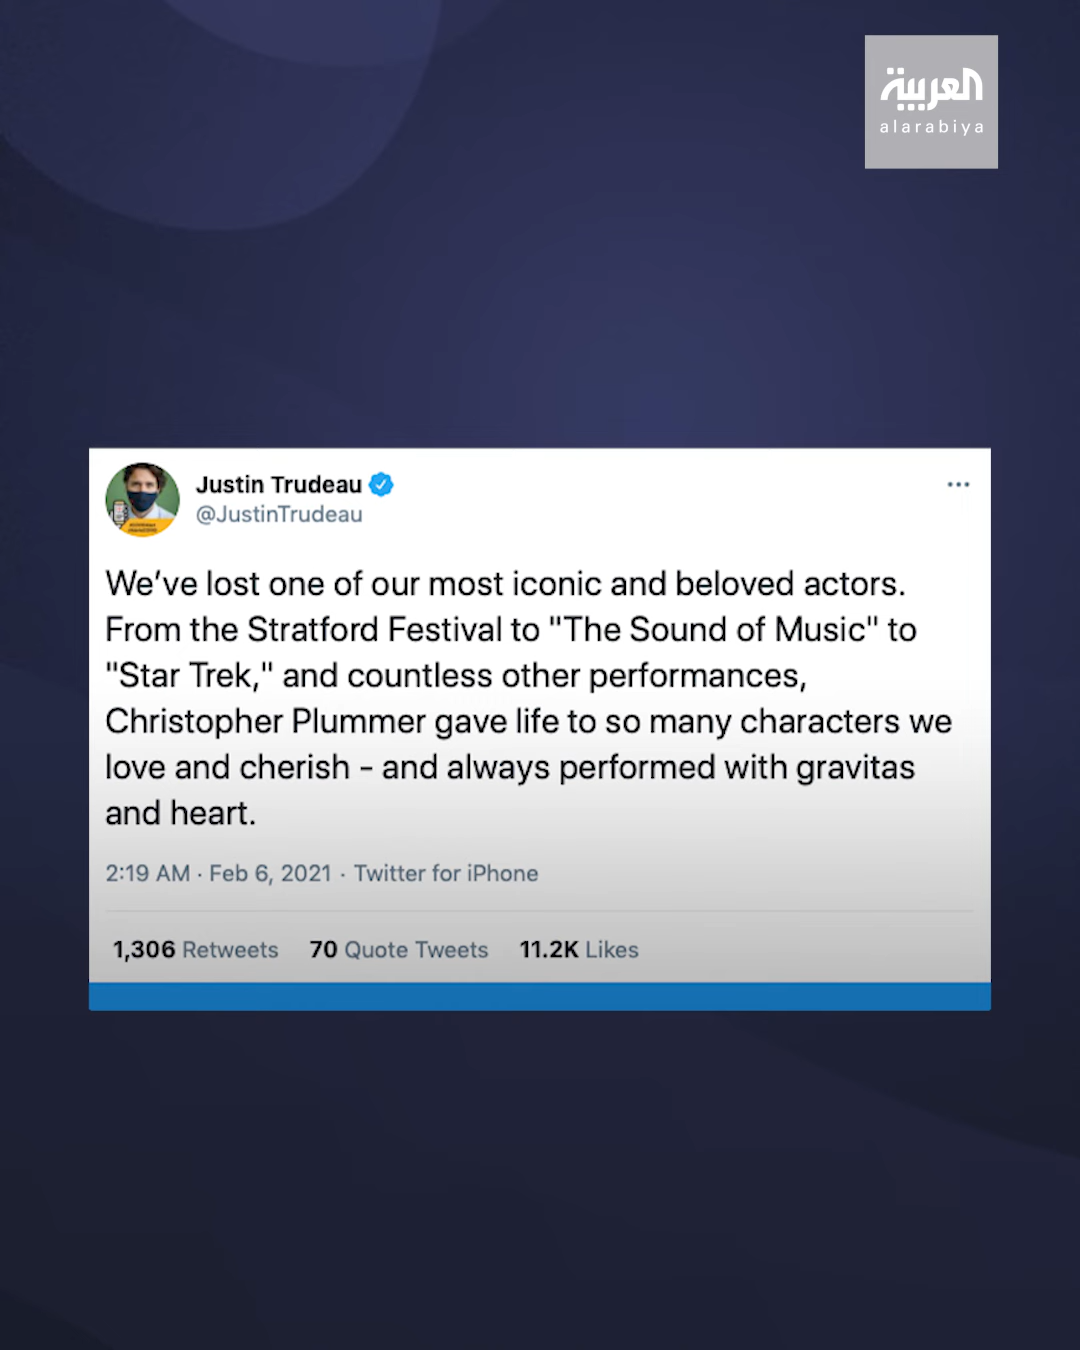 العربية
alarabiya
Justin Trudeau
@JustinTrudeau
We've lost one of our most iconic and beloved actors.
From the Stratford Festival to "The Sound of Music" to
"Star Trek," and countless other performances,
Christopher Plummer gave life to so many characters we
love and cherish - and always performed with gravitas
and heart.
2:19 AM · Feb 6, 2021 · Twitter for iPhone
1,306 Retweets 70 Quote Tweets 11.2K Likes